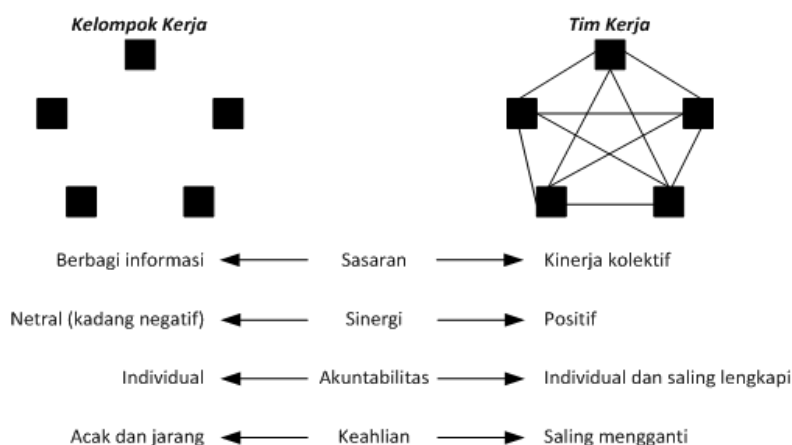 Kelompok Kerja
Tim Kerja
Berbagi informasi Sasaran Kinerja kolektif
Netral (kadang negatif) Sinergi Positif
Individual Akuntabilitas Individual dan saling lengkapi
Acak dan jarang Keahlian Saling mengganti